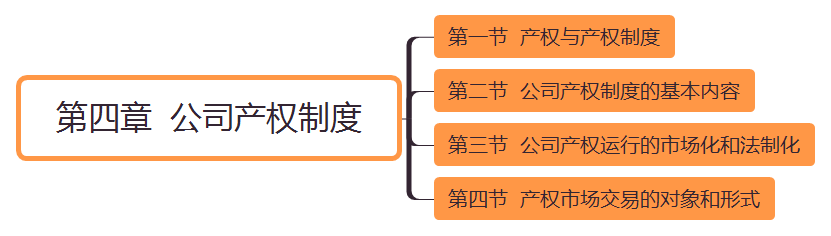 第四章 公司产权制度
第一节 产权与产权制度
第二节 公司产权制度的基本内容
第三节 公司产权运行的市场化和法制化
第四节 产权市场交易的对象和形式